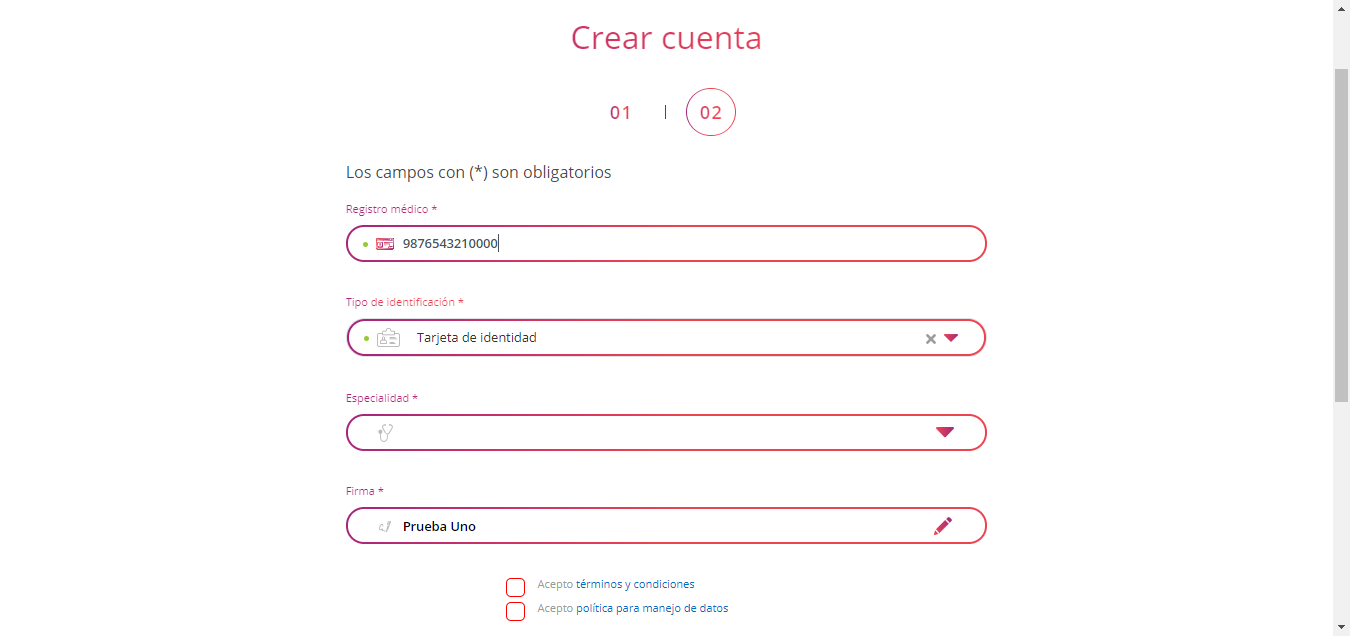 Crear cuenta
01 | 02
Los campos con (*) son obligatorios
Registro médico *
9876543210000
Tipo de identificación *
Tarjeta de identidad
Especialidad *
Firma *
Prueba Uno
Acepto términos y condiciones
Acepto política para manejo de datos